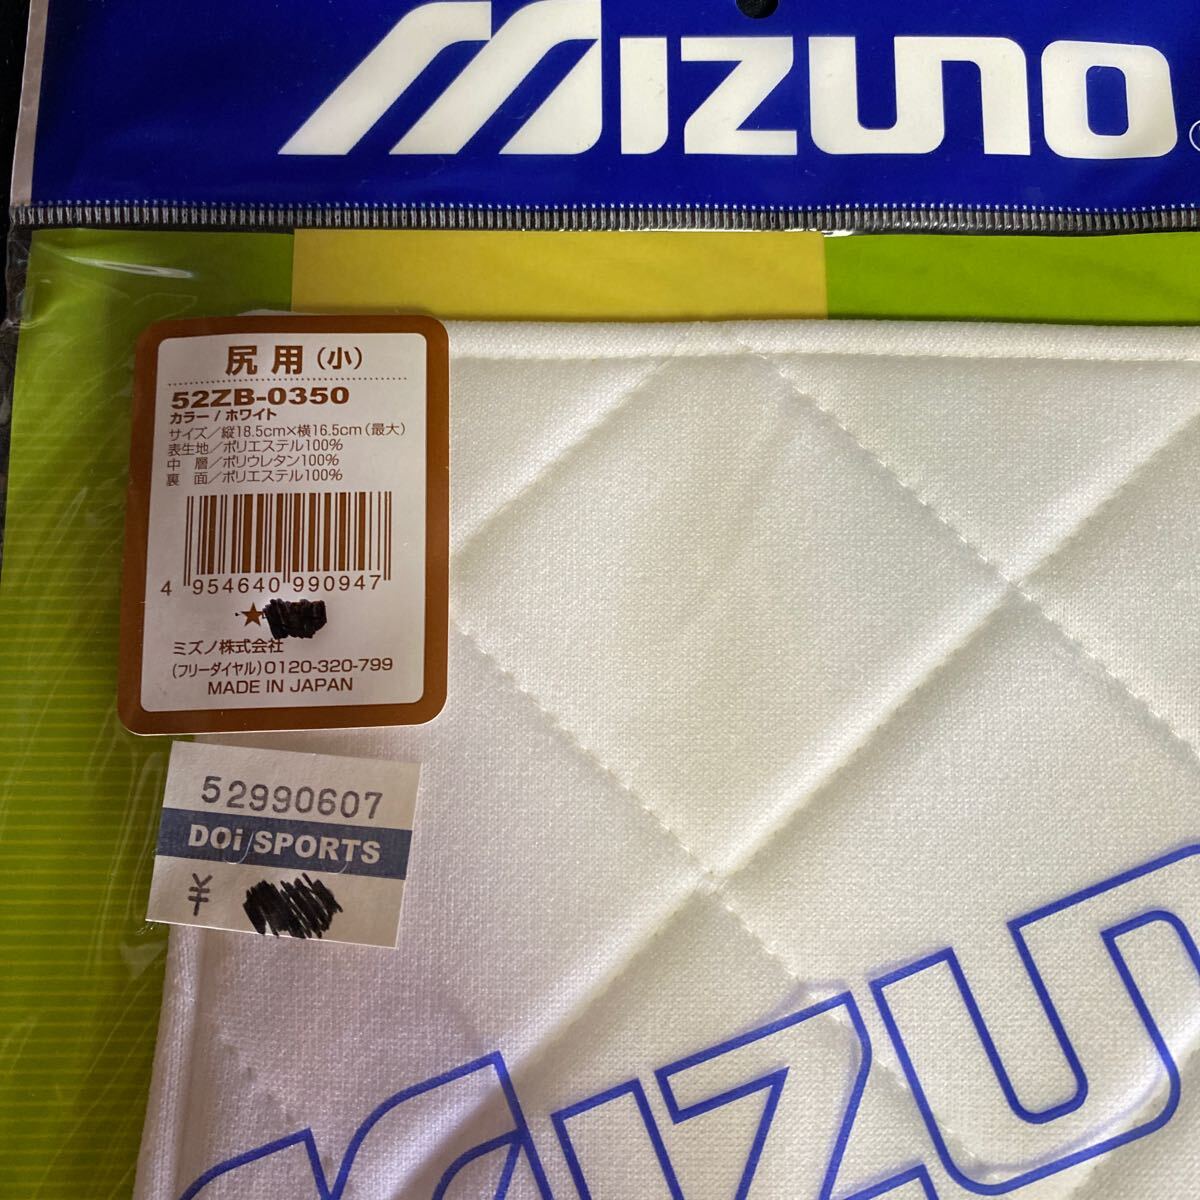 MIZUNO
尻用(小)
52ZB-0350
カラー/ホワイト
サイズ/縦18.5cm×横16.5cm(最大)
表生地/ポリエステル100%
中 層/ポリウレタン100%
裏 面/ポリエステル100%
4 954640 990947
★
ミズノ株式会社
(フリーダイヤル)0120-320-799
MADE IN JAPAN
52990607
DOi SPORTS
¥
MIZUN